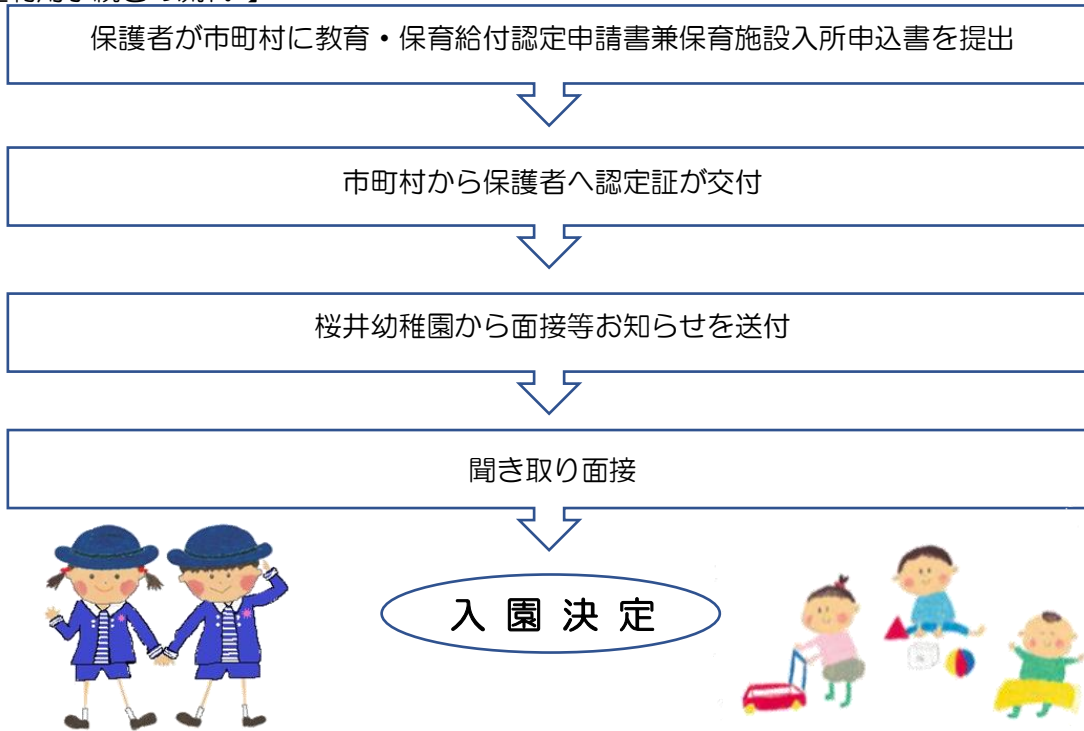 保護者が市町村に教育・保育給付認定申請書兼保育施設入所申込書を提出
市町村から保護者へ認定証が交付
桜井幼稚園から面接等お知らせを送付
聞き取り面接
入園決定